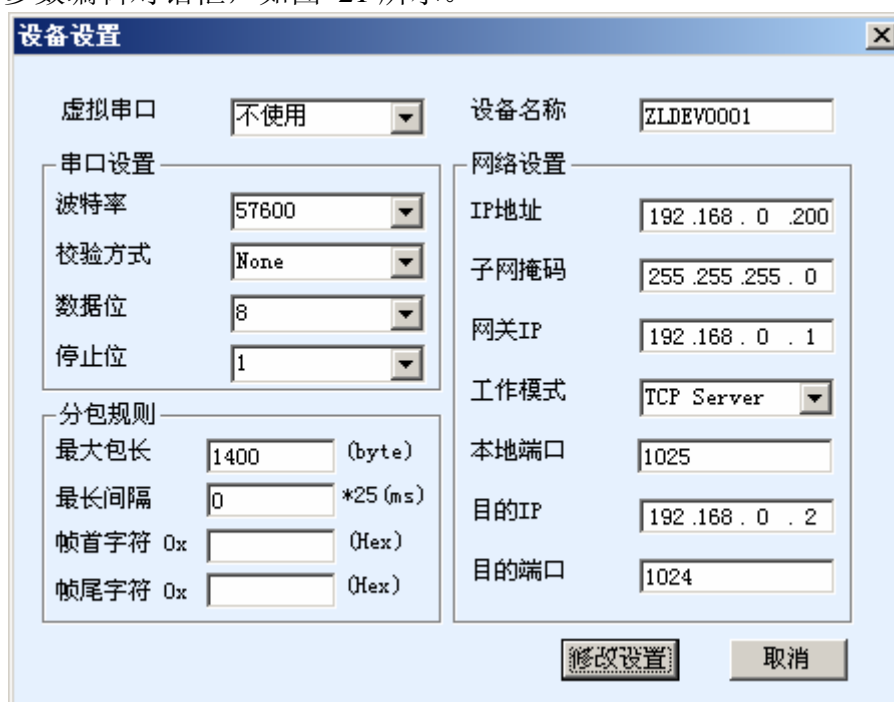 参数编辑对话框，如图 21 所示。
设备设置
虚拟串口 不使用
串口设置
波特率 57600
校验方式 None
数据位 8
停止位 1
分包规则
最大包长 1400 (byte)
最长间隔 0 *25(ms)
帧首字符 0x (Hex)
帧尾字符 0x (Hex)
设备名称 ZLDEV0001
网络设置
IP地址 192.168.0.200
子网掩码 255.255.255.0
网关IP 192.168.0.1
工作模式 TCP Server
本地端口 1025
目的IP 192.168.0.2
目的端口 1024
修改设置 取消